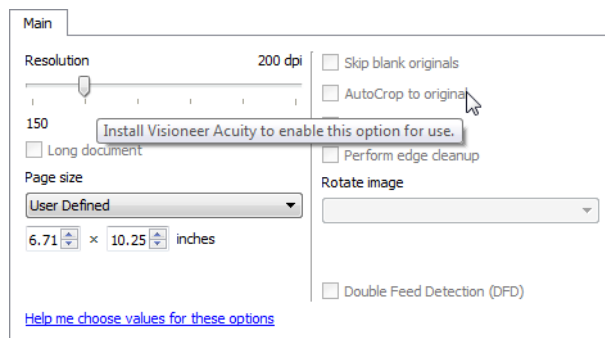 Main
Resolution 200 dpi
150
Install Visioneer Acuity to enable this option for use.
Long document
Page size
User Defined
6.71 × 10.25 inches
Help me choose values for these options
Skip blank originals
AutoCrop to original
Perform edge cleanup
Rotate image
Double Feed Detection (DFD)